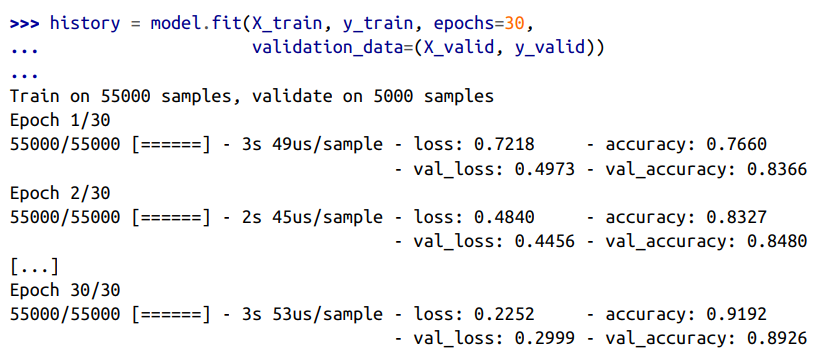 >>> history = model.fit(X_train, y_train, epochs=30,
...                     validation_data=(X_valid, y_valid))
...
Train on 55000 samples, validate on 5000 samples
Epoch 1/30
55000/55000 [======] - 3s 49us/sample - loss: 0.7218     - accuracy: 0.7660
                                      - val_loss: 0.4973 - val_accuracy: 0.8366
Epoch 2/30
55000/55000 [======] - 2s 45us/sample - loss: 0.4840     - accuracy: 0.8327
                                      - val_loss: 0.4456 - val_accuracy: 0.8480
[...]
Epoch 30/30
55000/55000 [======] - 3s 53us/sample - loss: 0.2252     - accuracy: 0.9192
                                      - val_loss: 0.2999 - val_accuracy: 0.8926